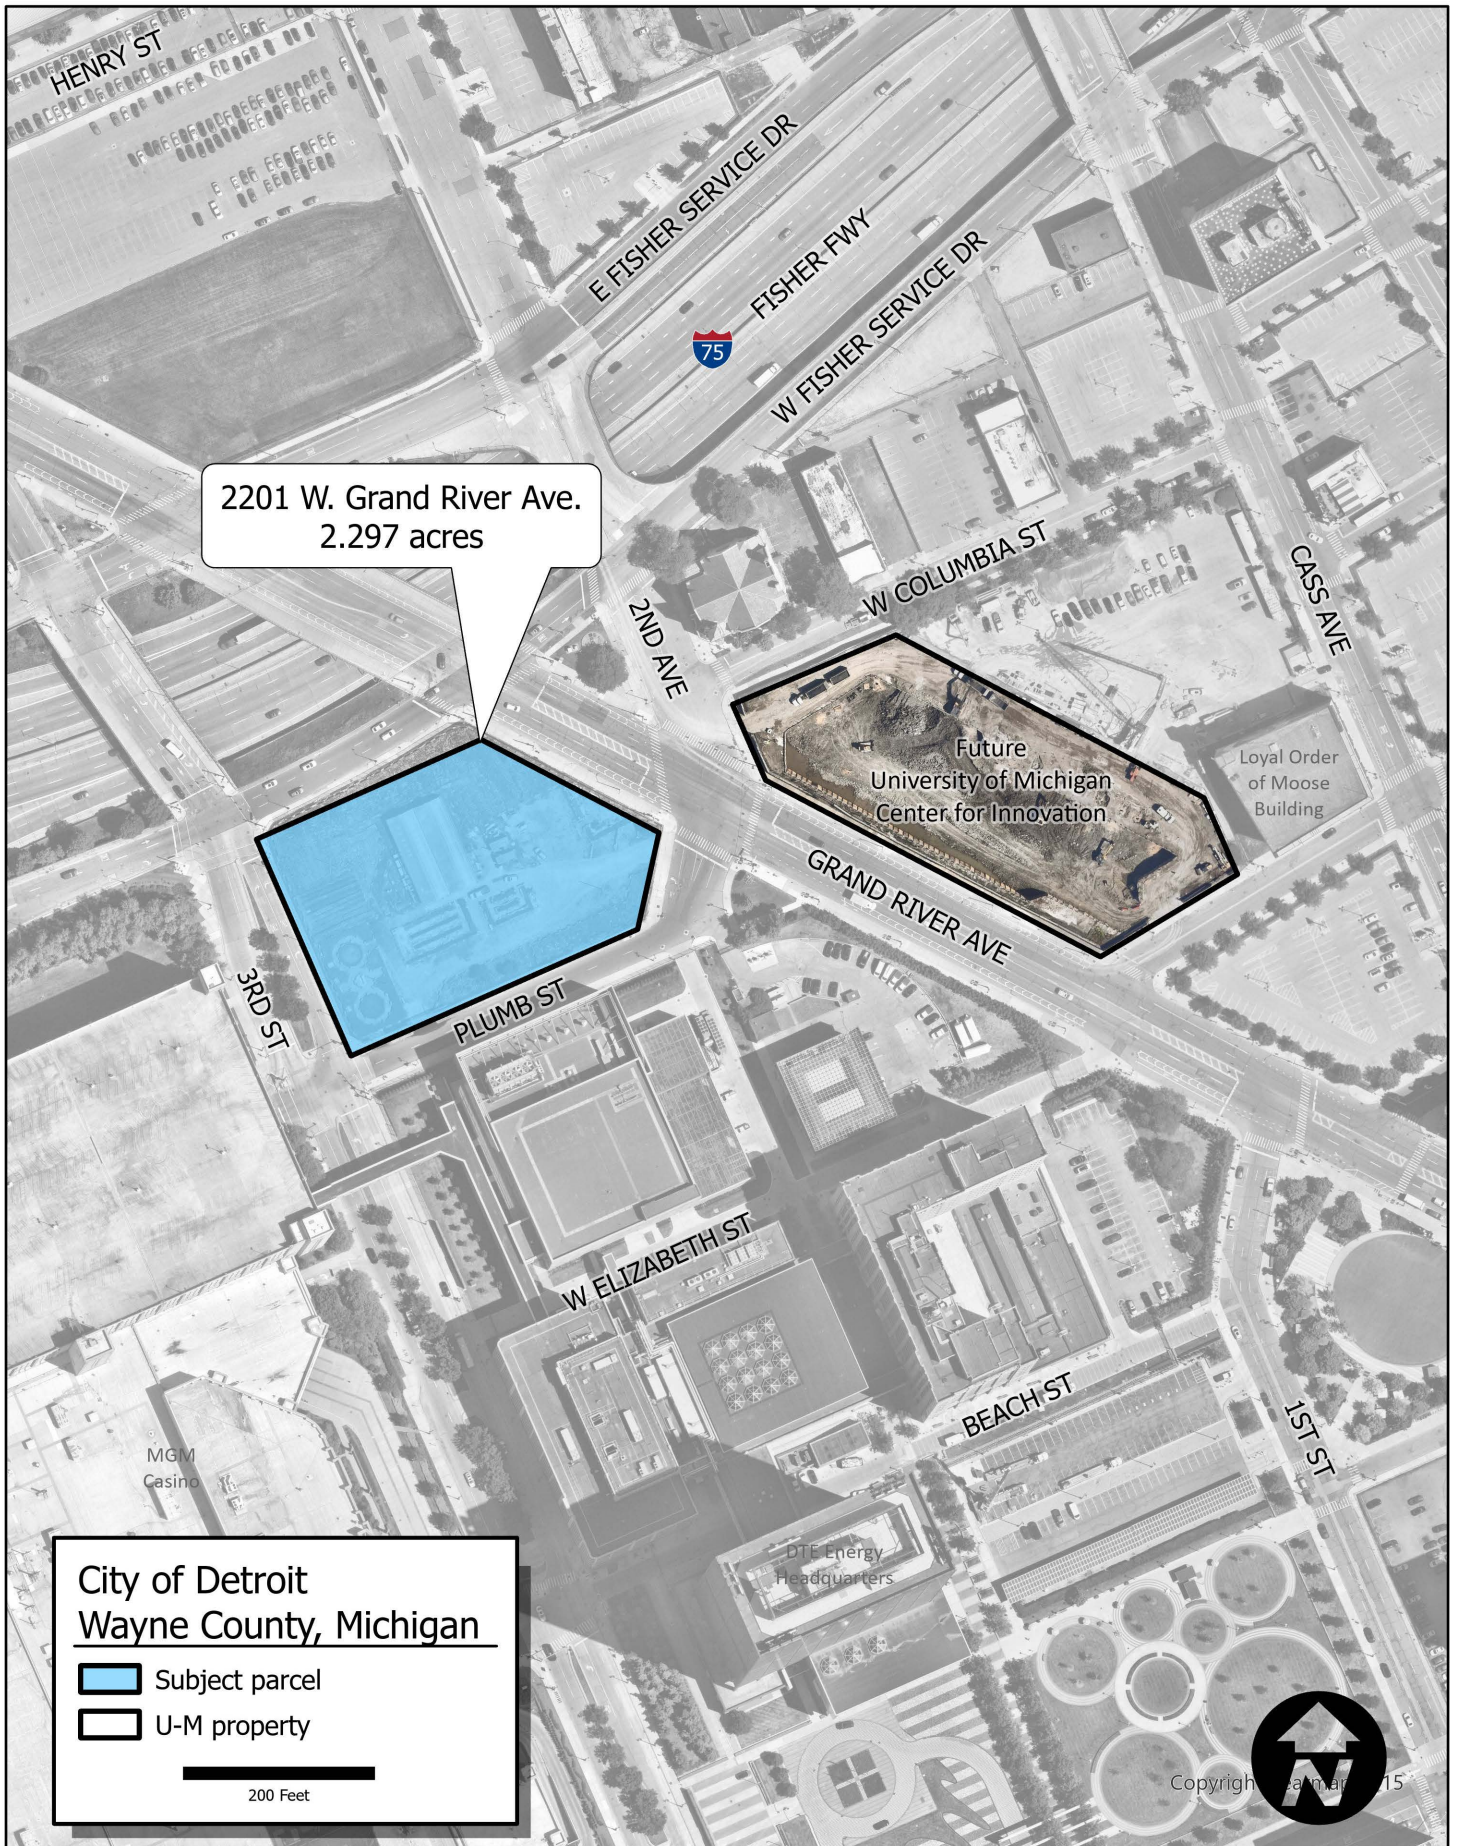 HENRY ST
E FISHER SERVICE DR
FISHER FWY
W FISHER SERVICE DR
75
2201 W. Grand River Ave.
2.297 acres
W COLUMBIA ST
CASS AVE
2ND AVE
Future
University of Michigan
Center for Innovation
Loyal Order
of Moose
Building
GRAND RIVER AVE
3RD ST
PLUMB ST
W ELIZABETH ST
BEACH ST
1ST ST
MGM
Casino
DTE Energy
Headquarters
City of Detroit
Wayne County, Michigan
Subject parcel
U-M property
200 Feet
N